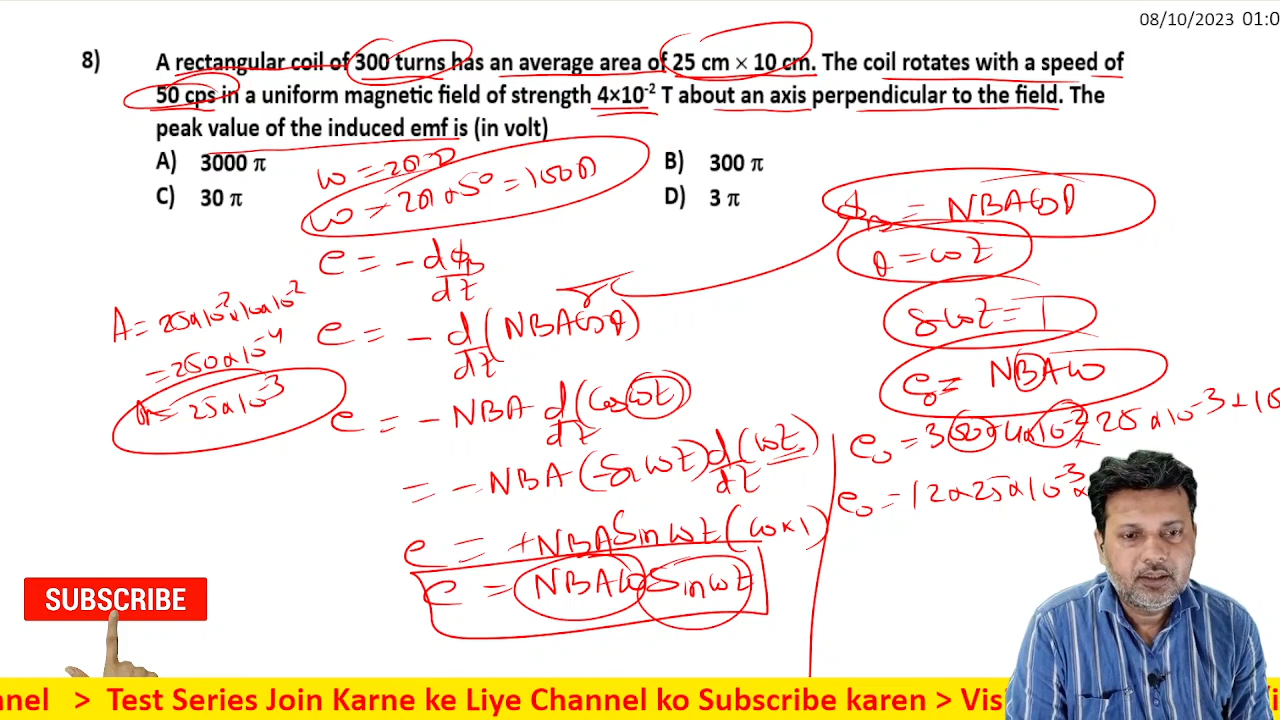 08/10/2023 01:0
8) A rectangular coil of 300 turns has an average area of 25 cm × 10 cm. The coil rotates with a speed of
50 cps in a uniform magnetic field of strength 4×10⁻² T about an axis perpendicular to the field. The
peak value of the induced emf is (in volt)
A) 3000 π
B) 300 π
C) 30 π
D) 3 π
ω = 2πν
ω = 2π × 50 = 100π
e = - dϕB/dt
A = 25×10⁻²×10×10⁻²
= 250×10⁻⁴
A = 25×10⁻³
e = - d/dt (NBA cos θ)
e = - NBA d/dt (cos ωt)
= - NBA (-sin ωt) d/dt (ωt)
e = +NBA sin ωt (ω×1)
e = NBAω sin ωt
ϕB = NBA cos θ
θ = ωt
sin ωt = 1
e₀ = NBAω
e₀ = 300×4×10⁻²×25×10⁻³×10
e₀ = 12×25×10⁻³×
SUBSCRIBE
nnel > Test Series Join Karne ke Liye Channel ko Subscribe karen > Vis